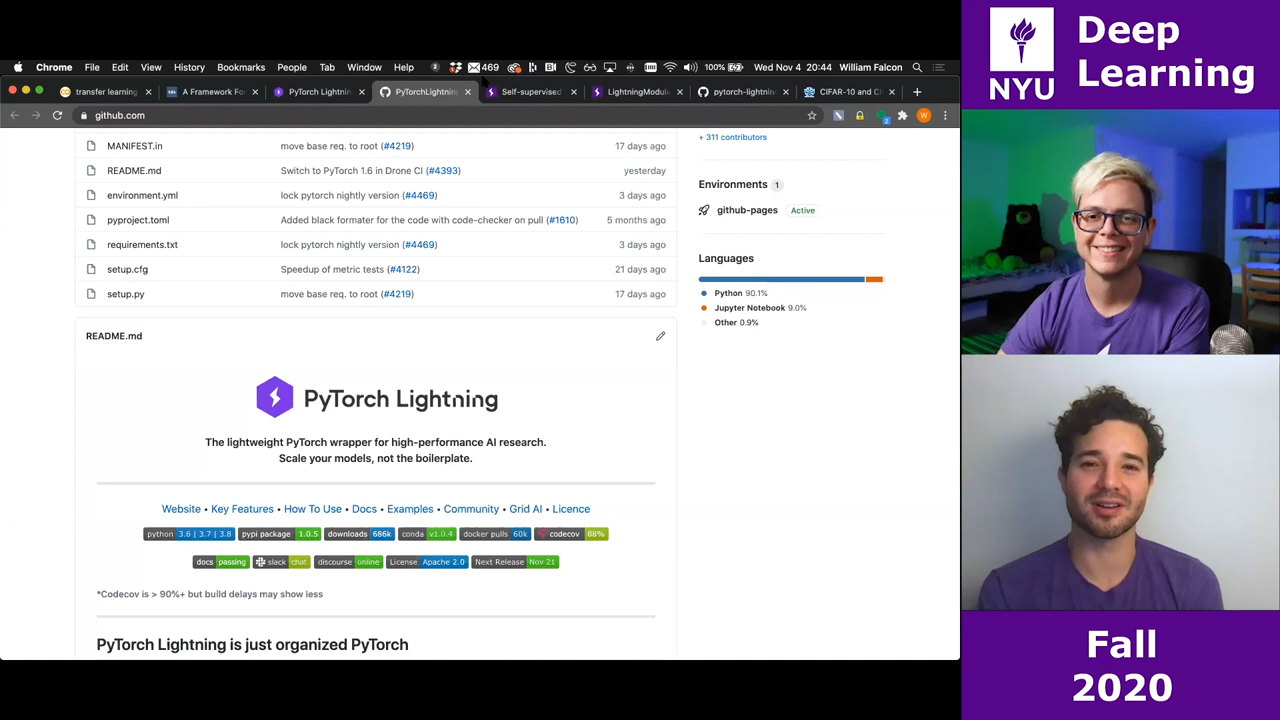 Chrome File Edit View History Bookmarks People Tab Window Help 469 100% Wed Nov 4 20:44 William Falcon
transfer learning A Framework Fo PyTorch Lightnin PyTorchLightning Self-supervised LightningModule pytorch-lightnin CIFAR-10 and CI
github.com
+ 311 contributors
MANIFEST.in move base req. to root (#4219) 17 days ago
README.md Switch to PyTorch 1.6 in Drone CI (#4393) yesterday
environment.yml lock pytorch nightly version (#4469) 3 days ago
pyproject.toml Added black formater for the code with code-checker on pull (#1610) 5 months ago
requirements.txt lock pytorch nightly version (#4469) 3 days ago
setup.cfg Speedup of metric tests (#4122) 21 days ago
setup.py move base req. to root (#4219) 17 days ago
Environments 1
github-pages Active
Languages
Python 90.1%
Jupyter Notebook 9.0%
Other 0.9%
README.md
PyTorch Lightning
The lightweight PyTorch wrapper for high-performance AI research.
Scale your models, not the boilerplate.
Website • Key Features • How To Use • Docs • Examples • Community • Grid AI • Licence
python 3.6 | 3.7 | 3.8 pypi package 1.0.5 downloads 686k conda v1.0.4 docker pulls 60k codecov 88%
docs passing slack chat discourse online License Apache 2.0 Next Release Nov 21
*Codecov is > 90%+ but build delays may show less
PyTorch Lightning is just organized PyTorch
NYU
Deep
Learning
Fall
2020